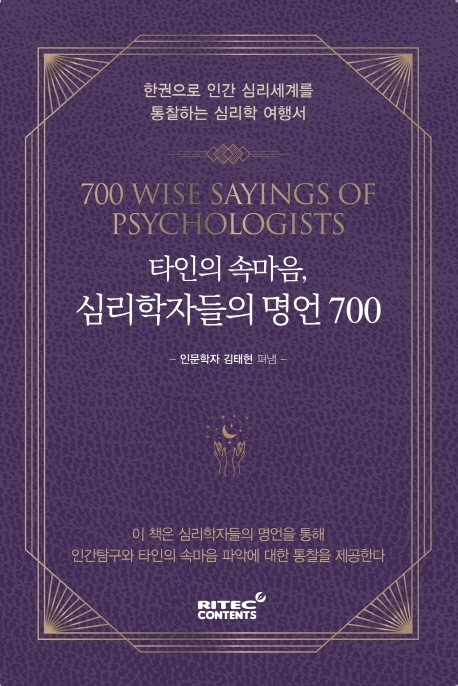 한권으로 인간 심리세계를
통찰하는 심리학 여행서
700 WISE SAYINGS OF
PSYCHOLOGISTS
타인의 속마음,
심리학자들의 명언 700
– 인문학자 김태현 펴냄 –
이 책은 심리학자들의 명언을 통해
인간탐구와 타인의 속마음 파악에 대한 통찰을 제공한다
RITEC
CONTENTS